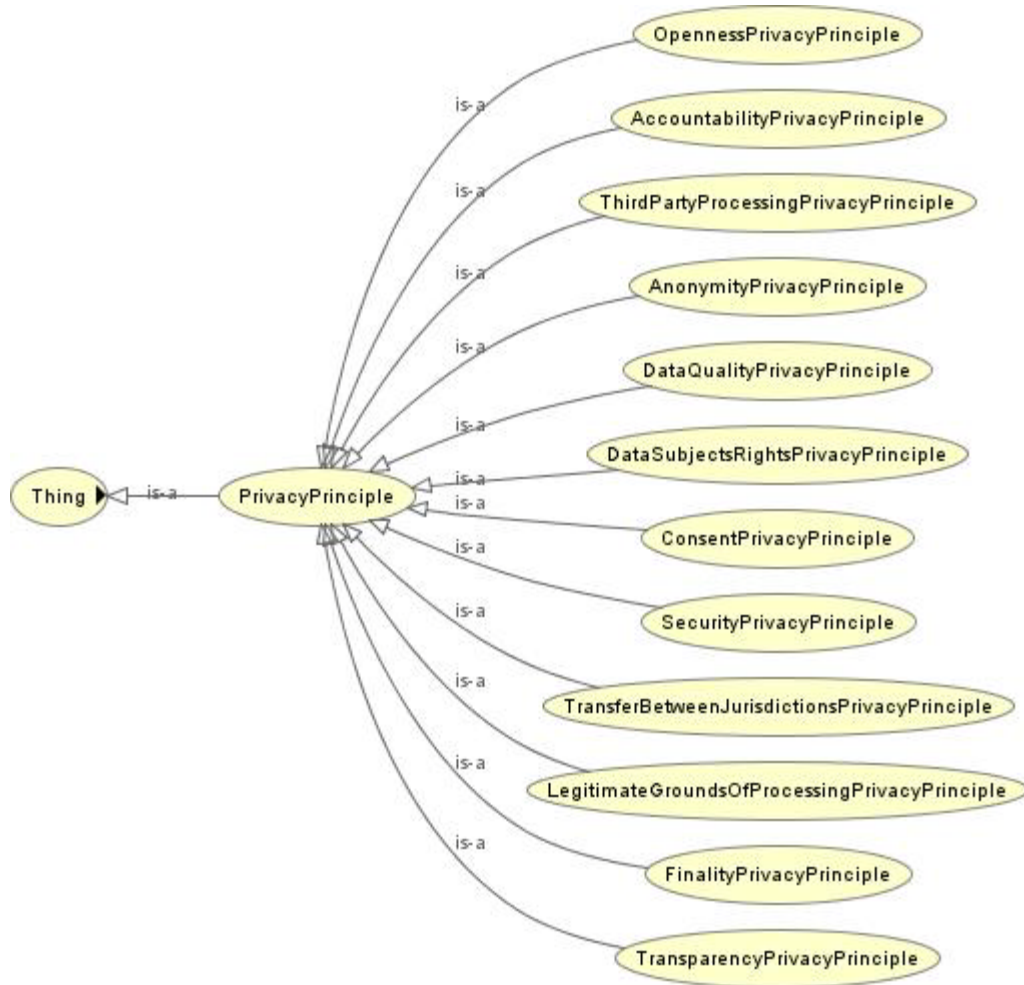 OpennessPrivacyPrinciple
is-a
AccountabilityPrivacyPrinciple
is-a
ThirdPartyProcessingPrivacyPrinciple
is-a
AnonymityPrivacyPrinciple
is-a
DataQualityPrivacyPrinciple
is-a
DataSubjectsRightsPrivacyPrinciple
is-a
Thing
is-a
PrivacyPrinciple
is-a
ConsentPrivacyPrinciple
is-a
SecurityPrivacyPrinciple
is-a
TransferBetweenJurisdictionsPrivacyPrinciple
is-a
LegitimateGroundsOfProcessingPrivacyPrinciple
is-a
FinalityPrivacyPrinciple
is-a
TransparencyPrivacyPrinciple